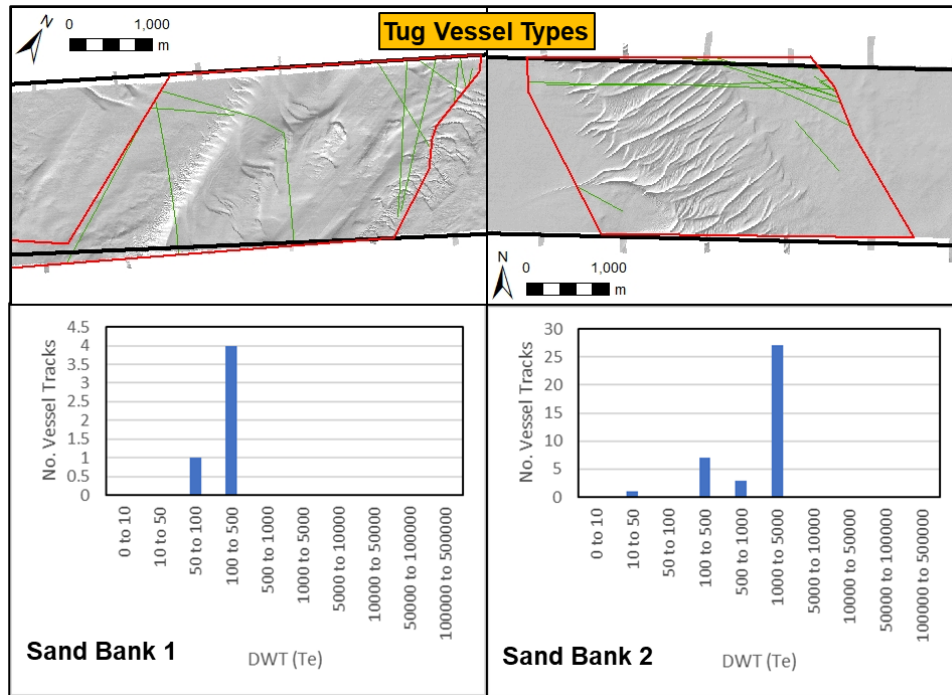 Tug Vessel Types
N
0 1,000
m
N
0 1,000
m
No. Vessel Tracks
4.5
4
3.5
3
2.5
2
1.5
1
0.5
0
0 to 10
10 to 50
50 to 100
100 to 500
500 to 1000
1000 to 5000
5000 to 10000
10000 to 50000
50000 to 100000
100000 to 500000
DWT (Te)
Sand Bank 1
No. Vessel Tracks
30
25
20
15
10
5
0
0 to 10
10 to 50
50 to 100
100 to 500
500 to 1000
1000 to 5000
5000 to 10000
10000 to 50000
50000 to 100000
100000 to 500000
DWT (Te)
Sand Bank 2